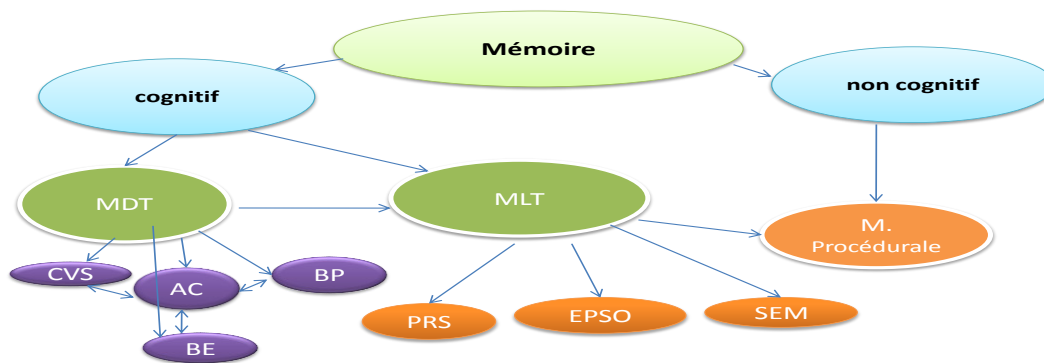 Mémoire
cognitif
non cognitif
MDT
MLT
M.
Procédurale
CVS
AC
BP
BE
PRS
EPSO
SEM